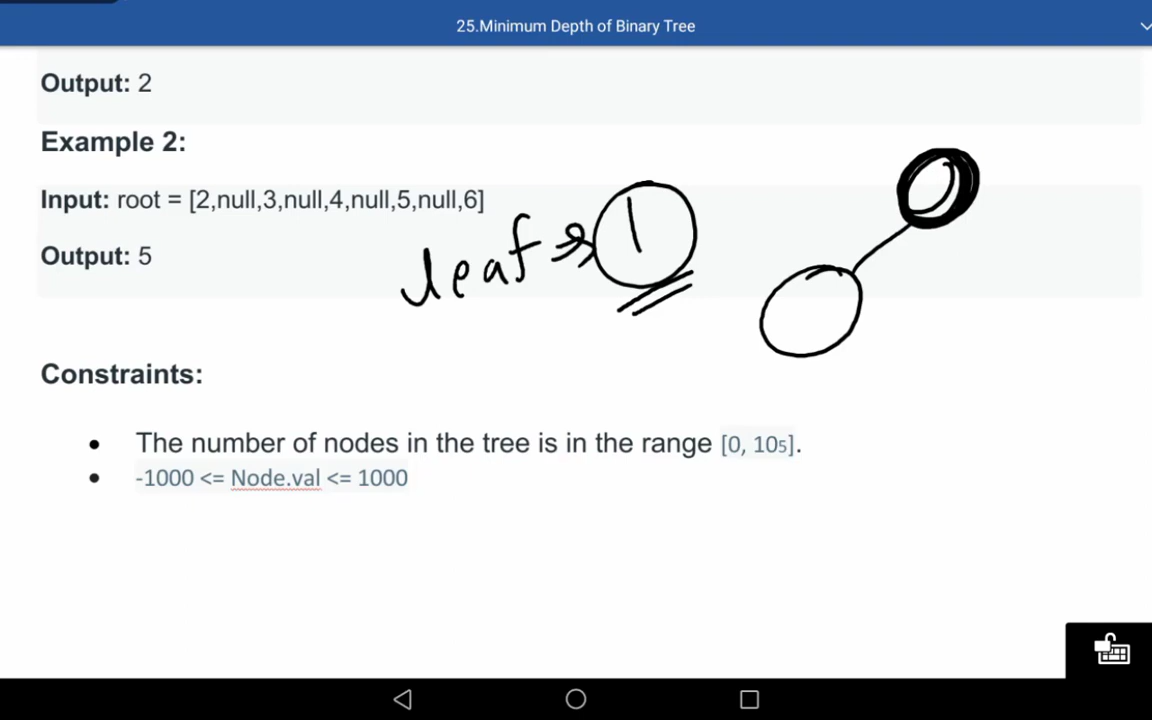 25.Minimum Depth of Binary Tree
Output: 2
Example 2:
Input: root = [2,null,3,null,4,null,5,null,6]
Output: 5
leaf ⇒ 1
Constraints:
• The number of nodes in the tree is in the range [0, 105].
• -1000 <= Node.val <= 1000